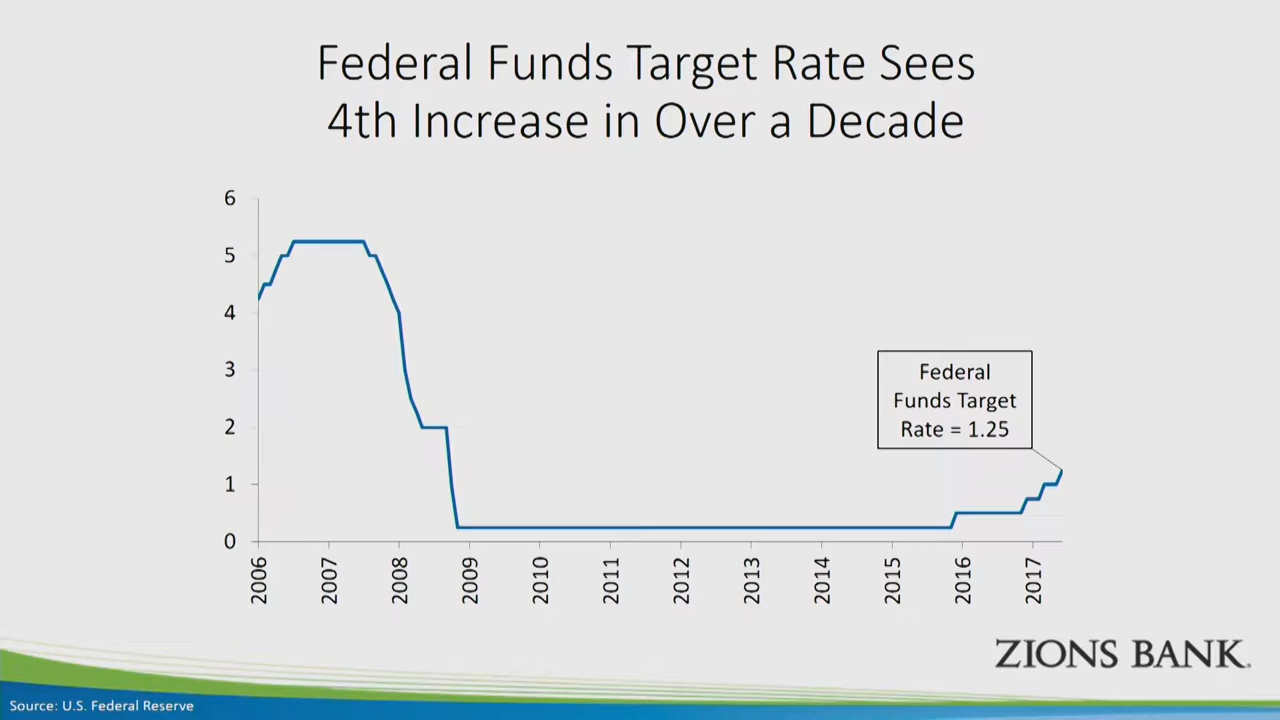 Federal Funds Target Rate Sees
4th Increase in Over a Decade
6
5
4
3
2
1
0
Federal
Funds Target
Rate = 1.25
2006
2007
2008
2009
2010
2011
2012
2013
2014
2015
2016
2017
ZIONS BANK.
Source: U.S. Federal Reserve